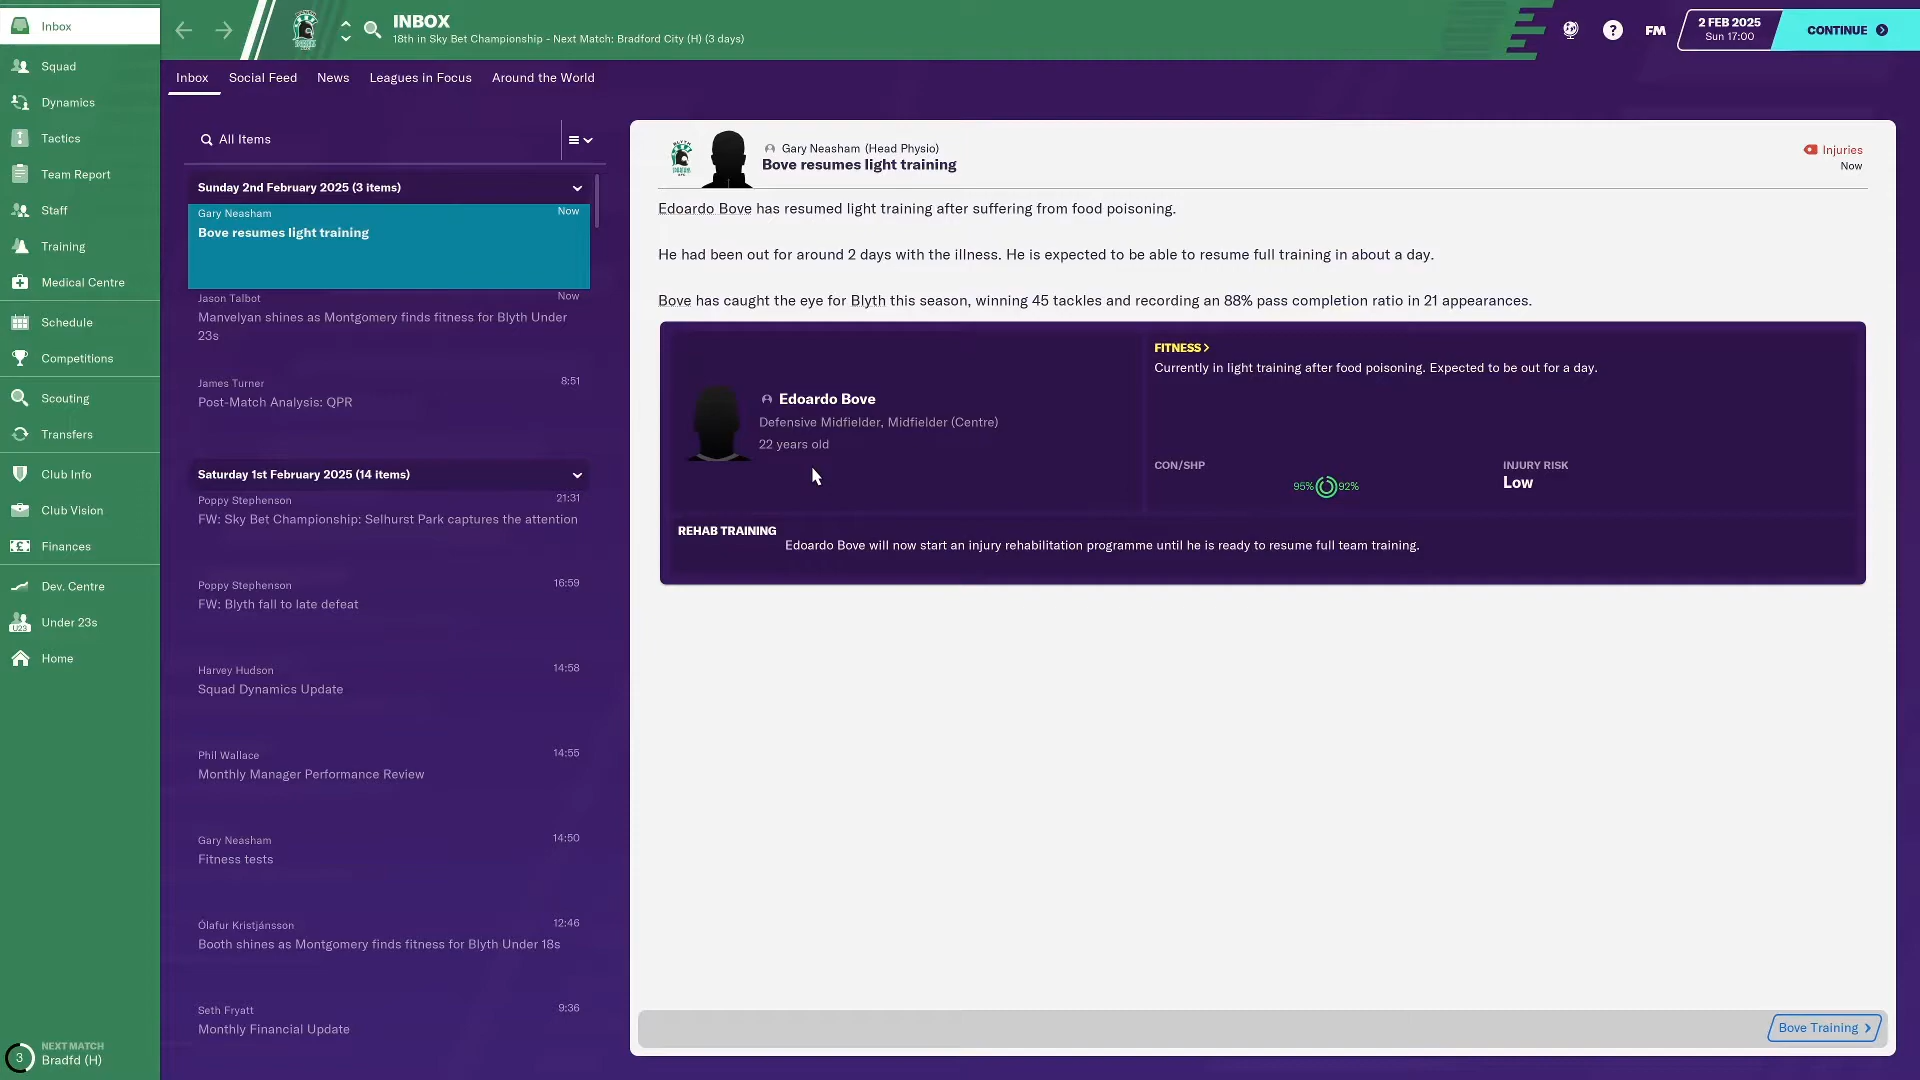 Inbox
Squad
Dynamics
Tactics
Team Report
Staff
Training
Medical Centre
Schedule
Competitions
Scouting
Transfers
Club Info
Club Vision
Finances
Dev. Centre
U23
Under 23s
Home
3
NEXT MATCH
Bradfd (H)
INBOX
18th in Sky Bet Championship - Next Match: Bradford City (H) (3 days)
?
FM
2 FEB 2025
Sun 17:00
CONTINUE
Inbox Social Feed News Leagues in Focus Around the World
All Items
Sunday 2nd February 2025 (3 items)
Gary Neasham Now
Bove resumes light training
Jason Talbot Now
Manvelyan shines as Montgomery finds fitness for Blyth Under
23s
James Turner 8:51
Post-Match Analysis: QPR
Saturday 1st February 2025 (14 items)
Poppy Stephenson 21:31
FW: Sky Bet Championship: Selhurst Park captures the attention
Poppy Stephenson 16:59
FW: Blyth fall to late defeat
Harvey Hudson 14:58
Squad Dynamics Update
Phil Wallace 14:55
Monthly Manager Performance Review
Gary Neasham 14:50
Fitness tests
Ólafur Kristjánsson 12:46
Booth shines as Montgomery finds fitness for Blyth Under 18s
Seth Fryatt 9:36
Monthly Financial Update
Gary Neasham (Head Physio)
Bove resumes light training
Injuries
Now
Edoardo Bove has resumed light training after suffering from food poisoning.
He had been out for around 2 days with the illness. He is expected to be able to resume full training in about a day.
Bove has caught the eye for Blyth this season, winning 45 tackles and recording an 88% pass completion ratio in 21 appearances.
Edoardo Bove
Defensive Midfielder, Midfielder (Centre)
22 years old
FITNESS >
Currently in light training after food poisoning. Expected to be out for a day.
CON/SHP
95% 92%
INJURY RISK
Low
REHAB TRAINING
Edoardo Bove will now start an injury rehabilitation programme until he is ready to resume full team training.
Bove Training >